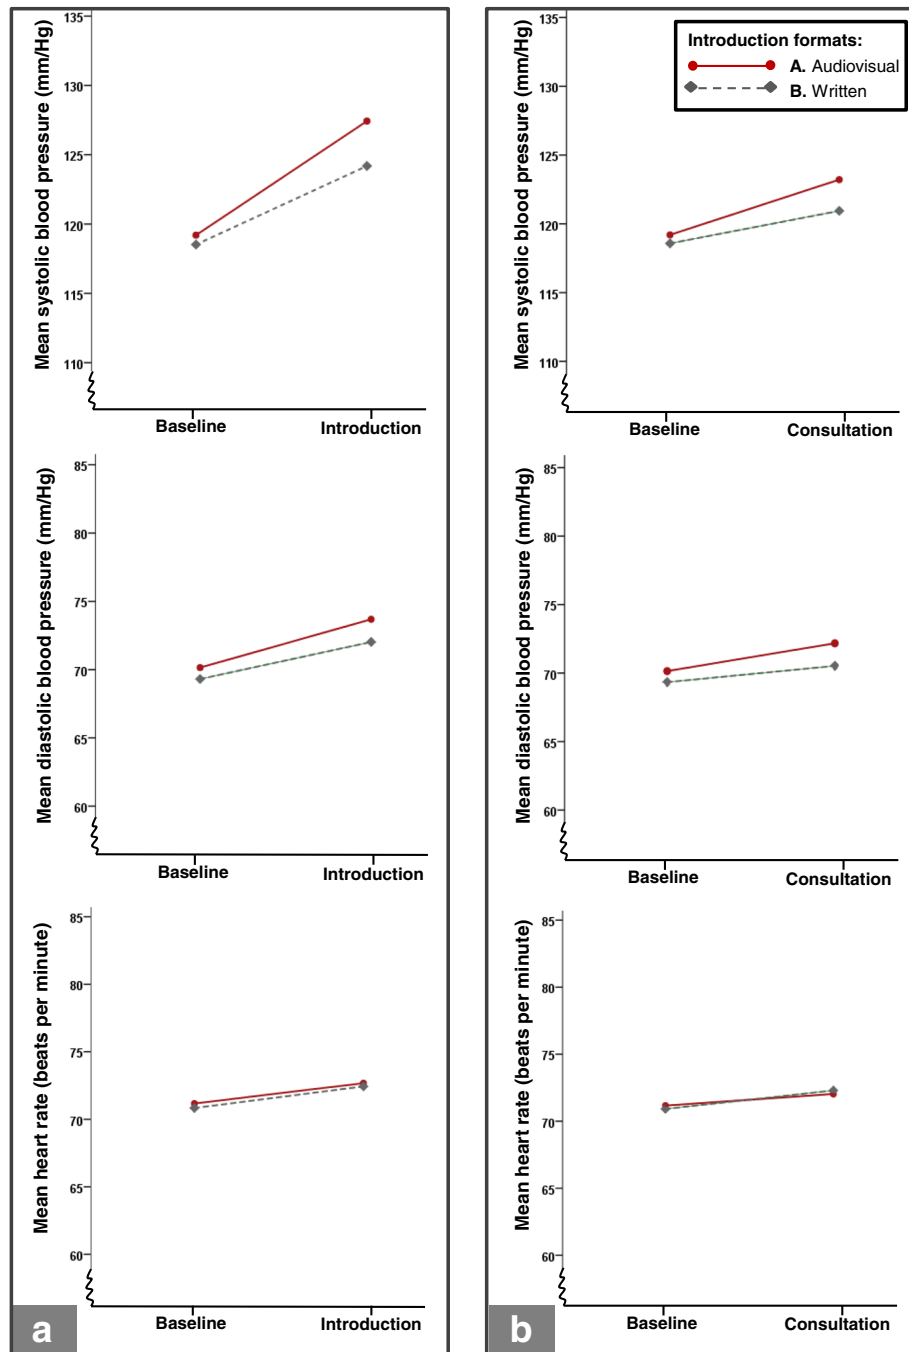 Mean systolic blood pressure (mm/Hg)
135
130
125
120
115
110
Baseline
Introduction
Mean diastolic blood pressure (mm/Hg)
85
80
75
70
65
60
Baseline
Introduction
Mean heart rate (beats per minute)
85
80
75
70
65
60
Baseline
Introduction
a
Introduction formats:
A. Audiovisual
B. Written
Mean systolic blood pressure (mm/Hg)
135
130
125
120
115
110
Baseline
Consultation
Mean diastolic blood pressure (mm/Hg)
85
80
75
70
65
60
Baseline
Consultation
Mean heart rate (beats per minute)
85
80
75
70
65
60
Baseline
Consultation
b